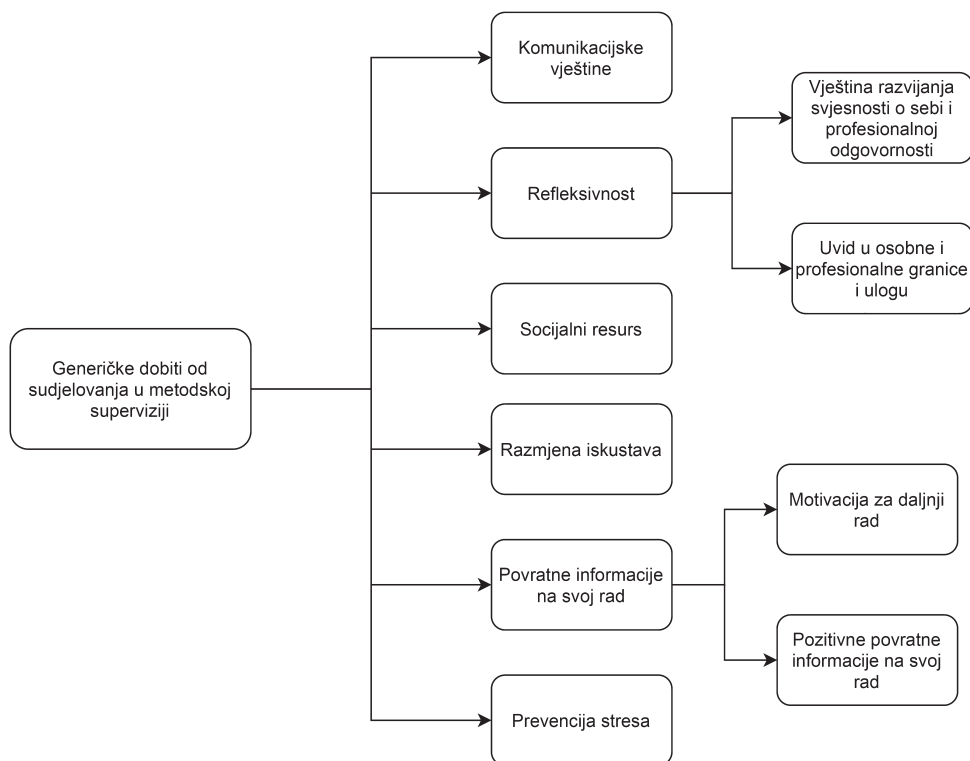 Generičke dobiti od
sudjelovanja u metodskoj
superviziji
Komunikacijske
vještine
Refleksivnost
Vještina razvijanja
svjesnosti o sebi i
profesionalnoj
odgovornosti
Uvid u osobne i
profesionalne granice
i ulogu
Socijalni resurs
Razmjena iskustava
Povratne informacije
na svoj rad
Motivacija za daljnji
rad
Pozitivne povratne
informacije na svoj
rad
Prevencija stresa